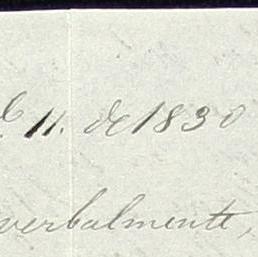 11. de 1830
verbalmente,